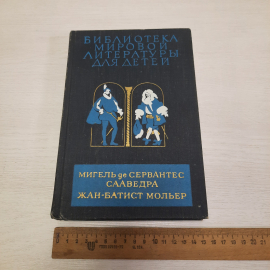 БИБЛИОТЕКА
МИРОВОЙ
ЛИТЕРАТУРЫ
ДЛЯ ДЕТЕЙ
МИГЕЛЬ де СЕРВАНТЕС
СААВЕДРА
ЖАН-БАТИСТ МОЛЬЕР